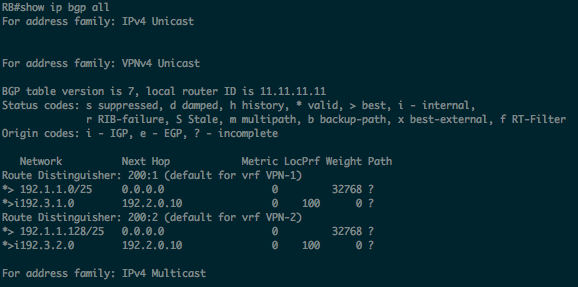 RB#show ip bgp all
For address family: IPv4 Unicast
For address family: VPNv4 Unicast
BGP table version is 7, local router ID is 11.11.11.11
Status codes: s suppressed, d damped, h history, * valid, > best, i - internal,
              r RIB-failure, S Stale, m multipath, b backup-path, x best-external, f RT-Filter
Origin codes: i - IGP, e - EGP, ? - incomplete
   Network          Next Hop            Metric LocPrf Weight Path
Route Distinguisher: 200:1 (default for vrf VPN-1)
*> 192.1.1.0/25     0.0.0.0                  0         32768 ?
*>i192.3.1.0        192.2.0.10               0    100      0 ?
Route Distinguisher: 200:2 (default for vrf VPN-2)
*> 192.1.1.128/25   0.0.0.0                  0         32768 ?
*>i192.3.2.0        192.2.0.10               0    100      0 ?
For address family: IPv4 Multicast